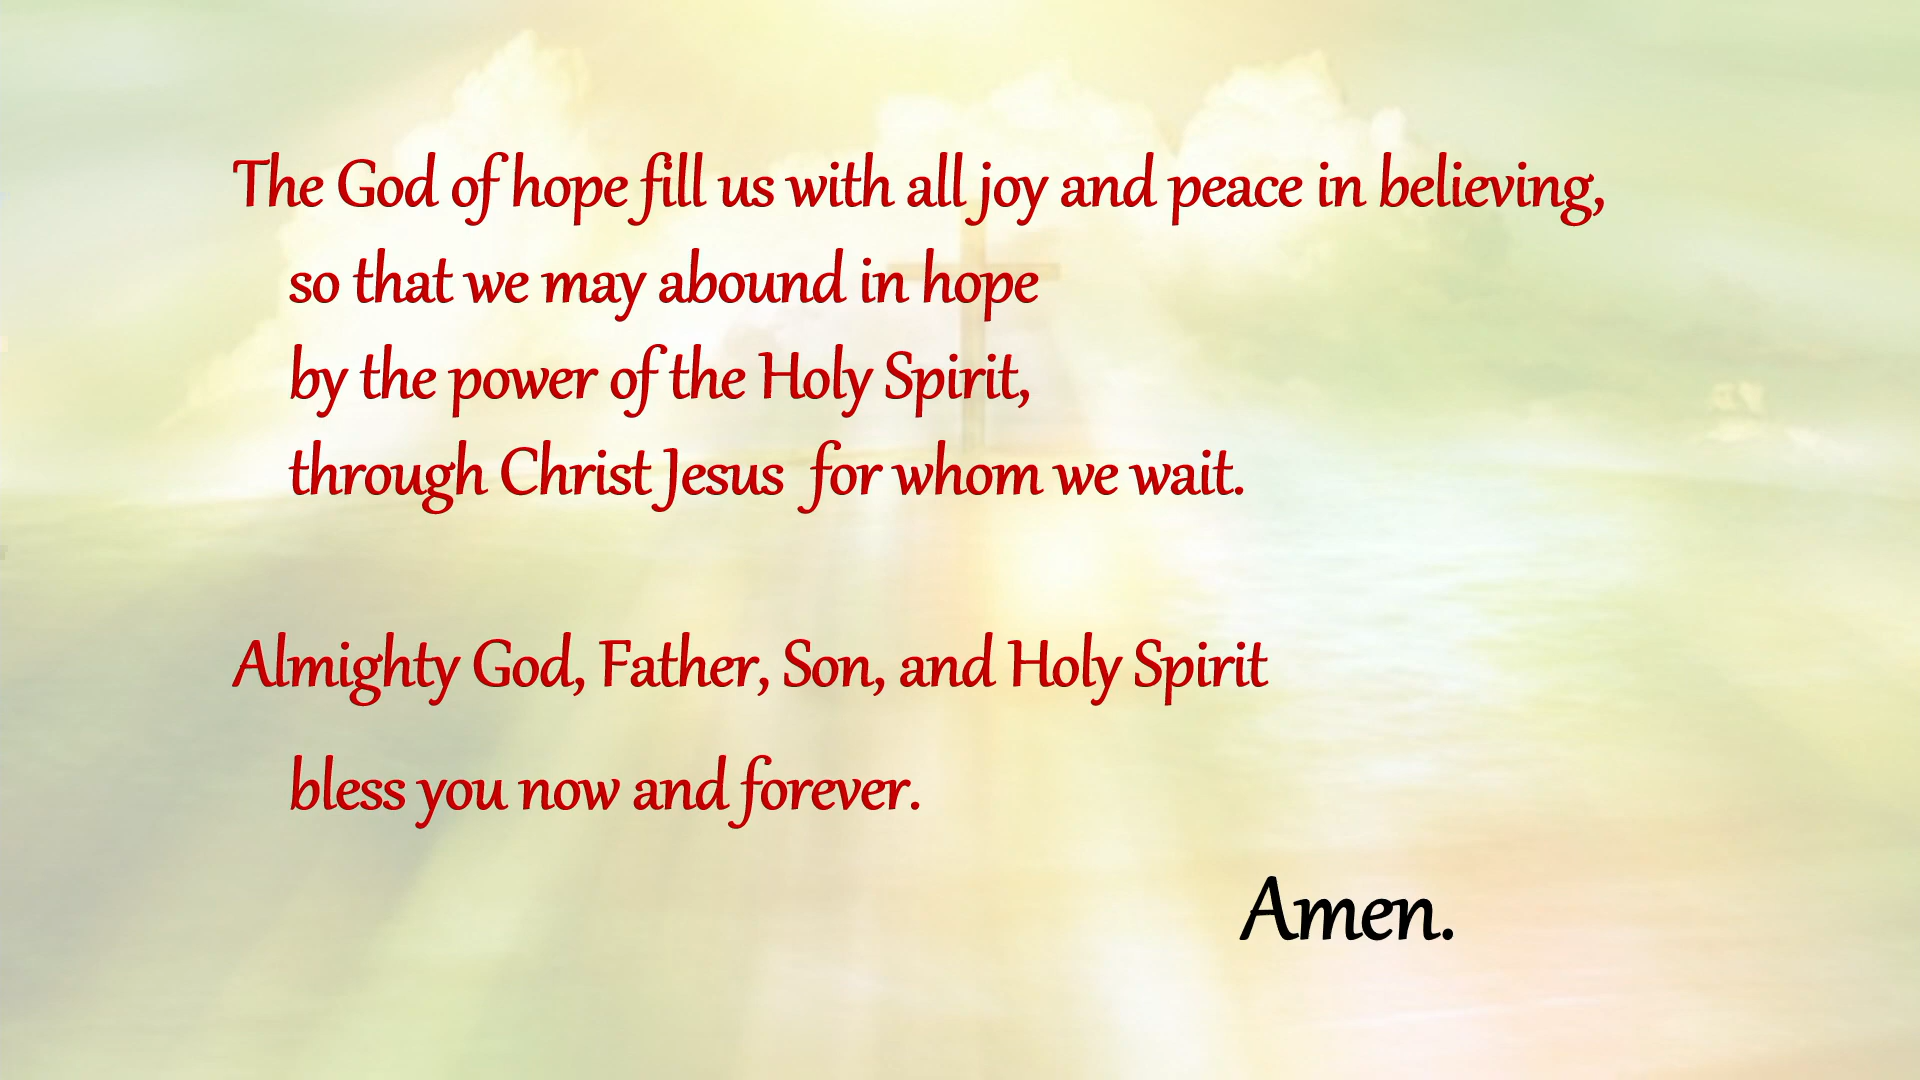 The God of hope fill us with all joy and peace in believing,
so that we may abound in hope
by the power of the Holy Spirit,
through Christ Jesus  for whom we wait.
Almighty God, Father, Son, and Holy Spirit
bless you now and forever.
Amen.